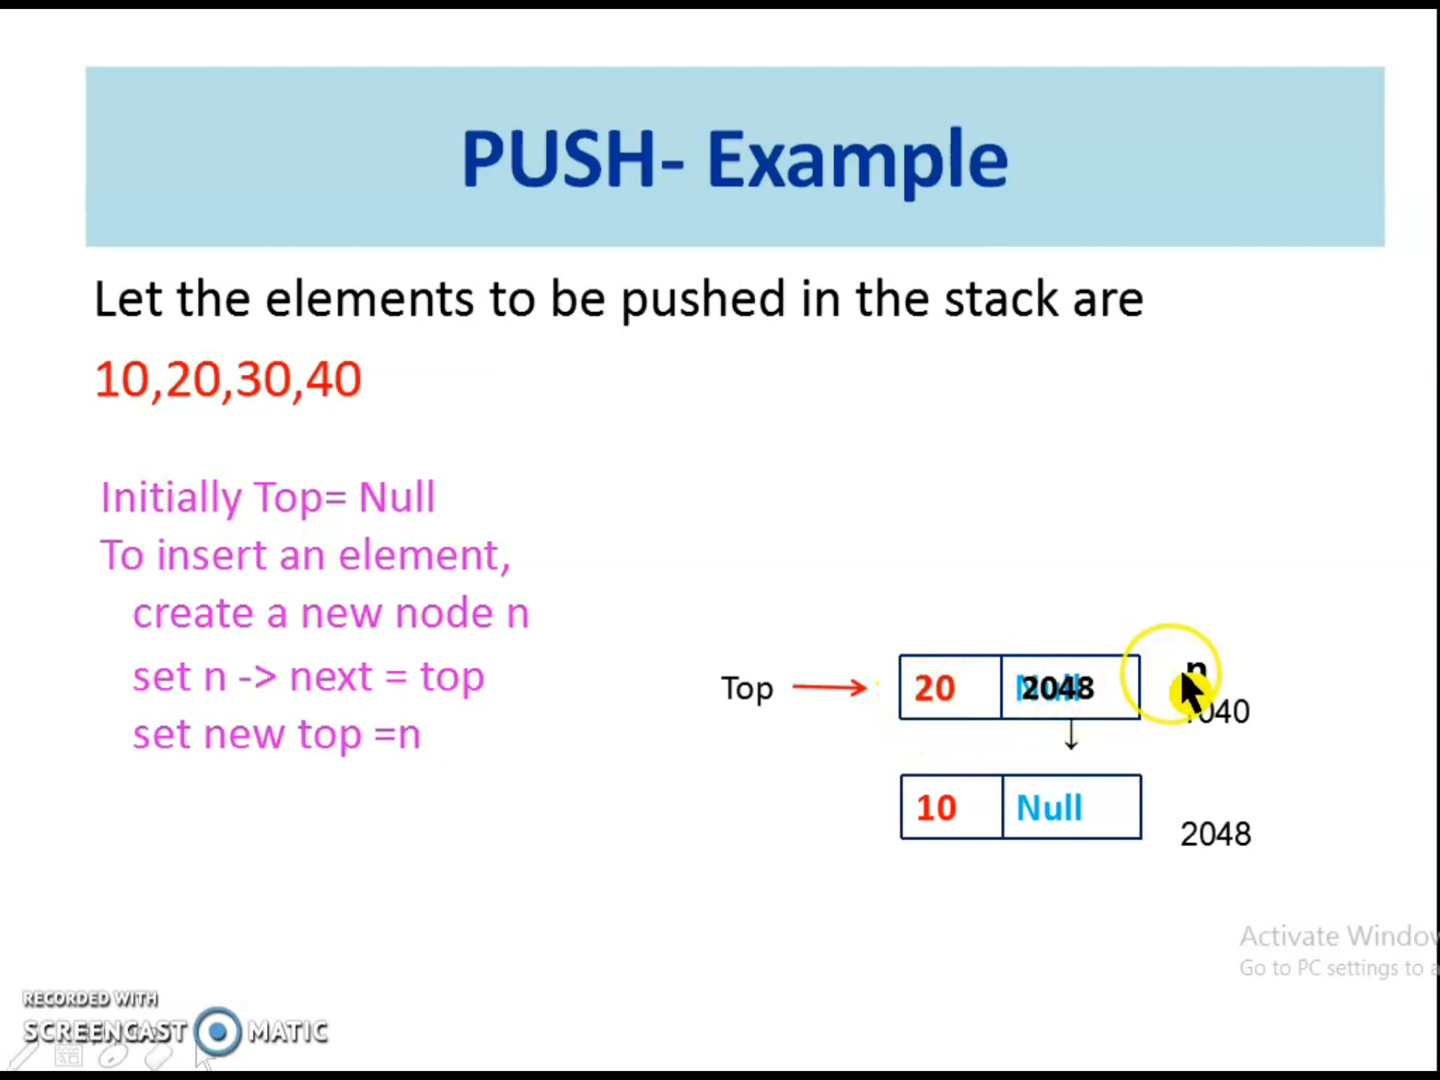 PUSH- Example
Let the elements to be pushed in the stack are
10,20,30,40
Initially Top= Null
To insert an element,
create a new node n
set n -> next = top
set new top =n
Top
20
2048
n
040
10
Null
2048
Activate Window
Go to PC settings to a
RECORDED WITH
SCREENCAST MATIC